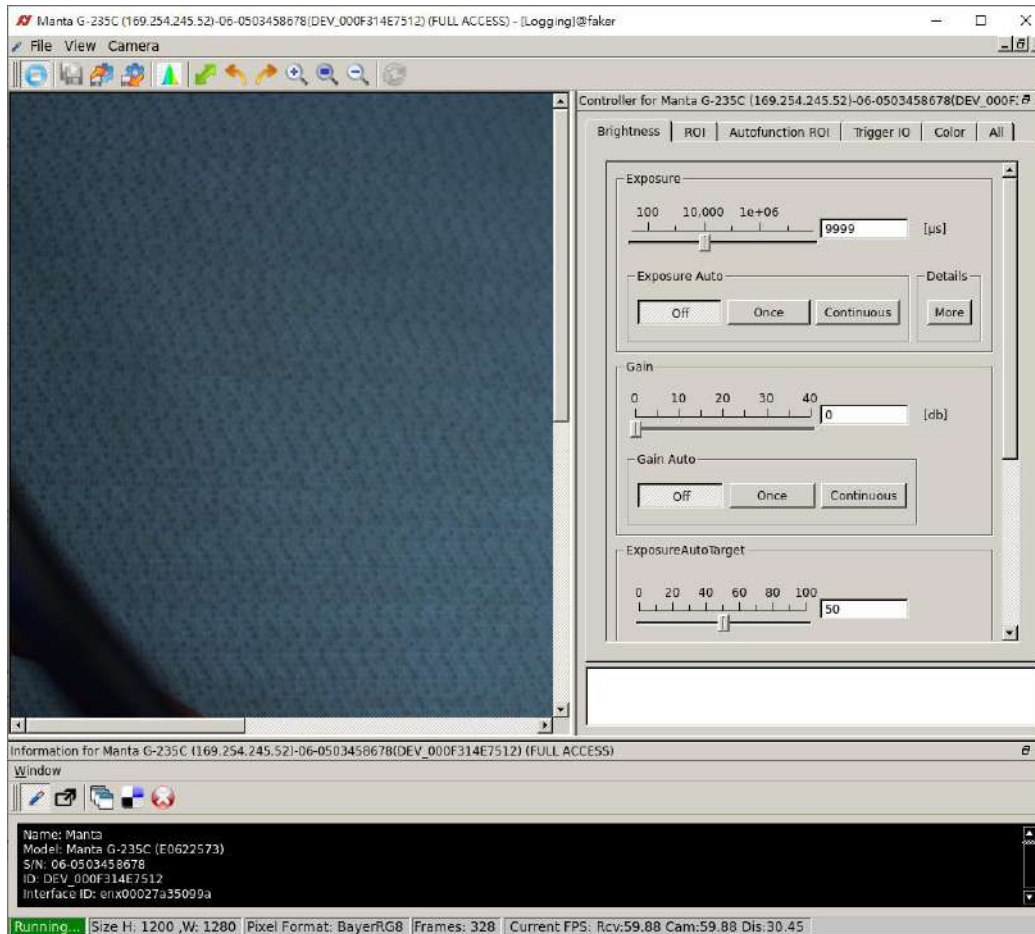 Manta G-235C (169.254.245.52)-06-0503458678(DEV_000F314E7512) (FULL ACCESS) - [Logging]@faker
File View Camera
Controller for Manta G-235C (169.254.245.52)-06-0503458678(DEV_000F:
Brightness ROI Autofunction ROI Trigger IO Color All
Exposure
100 10,000 1e+06
9999 [µs]
Exposure Auto Details
Off Once Continuous More
Gain
0 10 20 30 40
0 [db]
Gain Auto
Off Once Continuous
ExposureAutoTarget
0 20 40 60 80 100
50
Information for Manta G-235C (169.254.245.52)-06-0503458678(DEV_000F314E7512) (FULL ACCESS)
Window
Name: Manta
Model: Manta G-235C (E0622573)
S/N: 06-0503458678
ID: DEV_000F314E7512
Interface ID: enx00027a35099a
Running... Size H: 1200 ,W: 1280 Pixel Format: BayerRG8 Frames: 328 Current FPS: Rcv:59.88 Cam:59.88 Dis:30.45